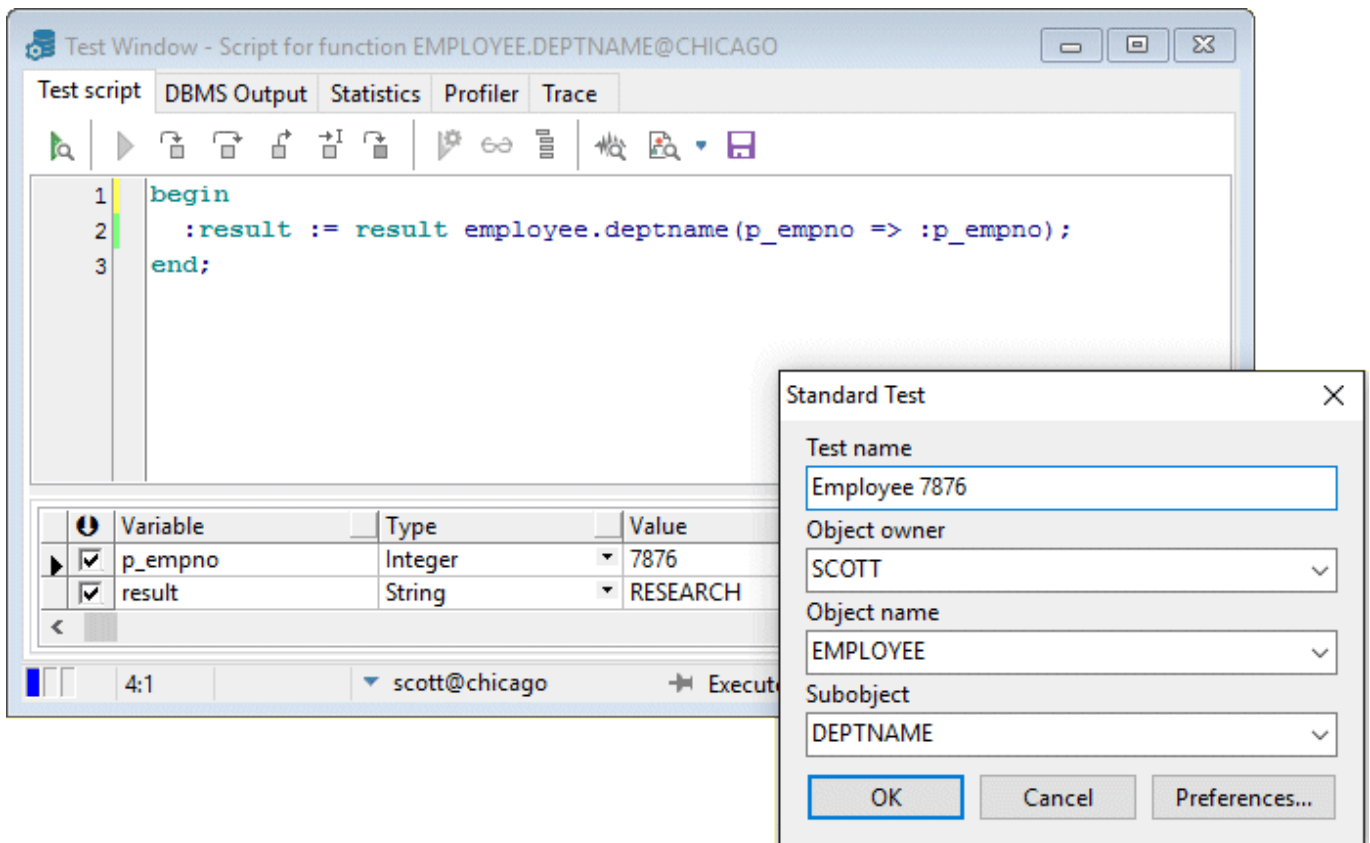 Test Window - Script for function EMPLOYEE.DEPTNAME@CHICAGO
Test script DBMS Output Statistics Profiler Trace
1 begin
2 :result := result employee.deptname(p_empno => :p_empno);
3 end;
Variable Type Value
p_empno Integer 7876
result String RESEARCH
4:1 scott@chicago Execute
Standard Test
Test name
Employee 7876
Object owner
SCOTT
Object name
EMPLOYEE
Subobject
DEPTNAME
OK Cancel Preferences...